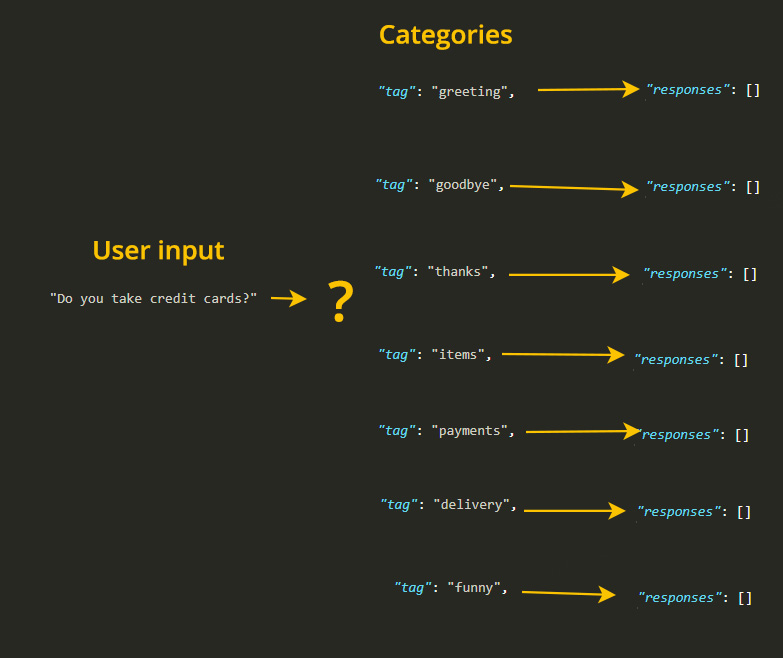 Categories
"tag": "greeting", "responses": []
"tag": "goodbye", "responses": []
User input
"tag": "thanks", "responses": []
"Do you take credit cards?" ?
"tag": "items", "responses": []
"tag": "payments", "responses": []
"tag": "delivery", "responses": []
"tag": "funny", "responses": []